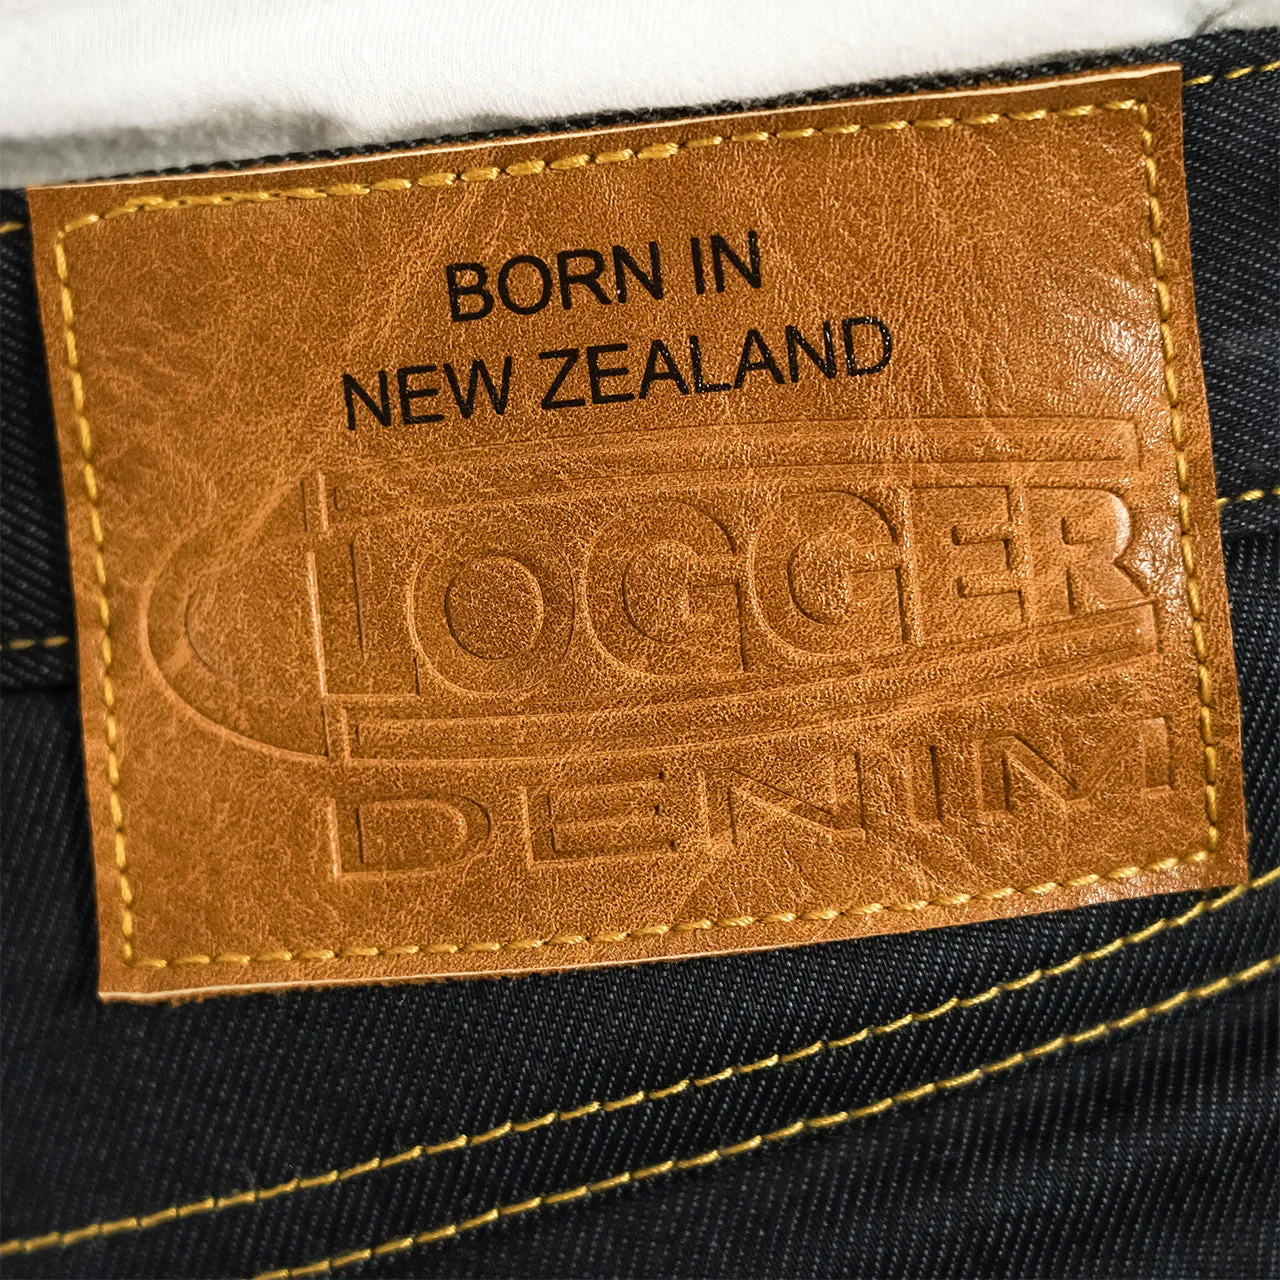 BORN IN
NEW ZEALAND
LOGGER
DENIM